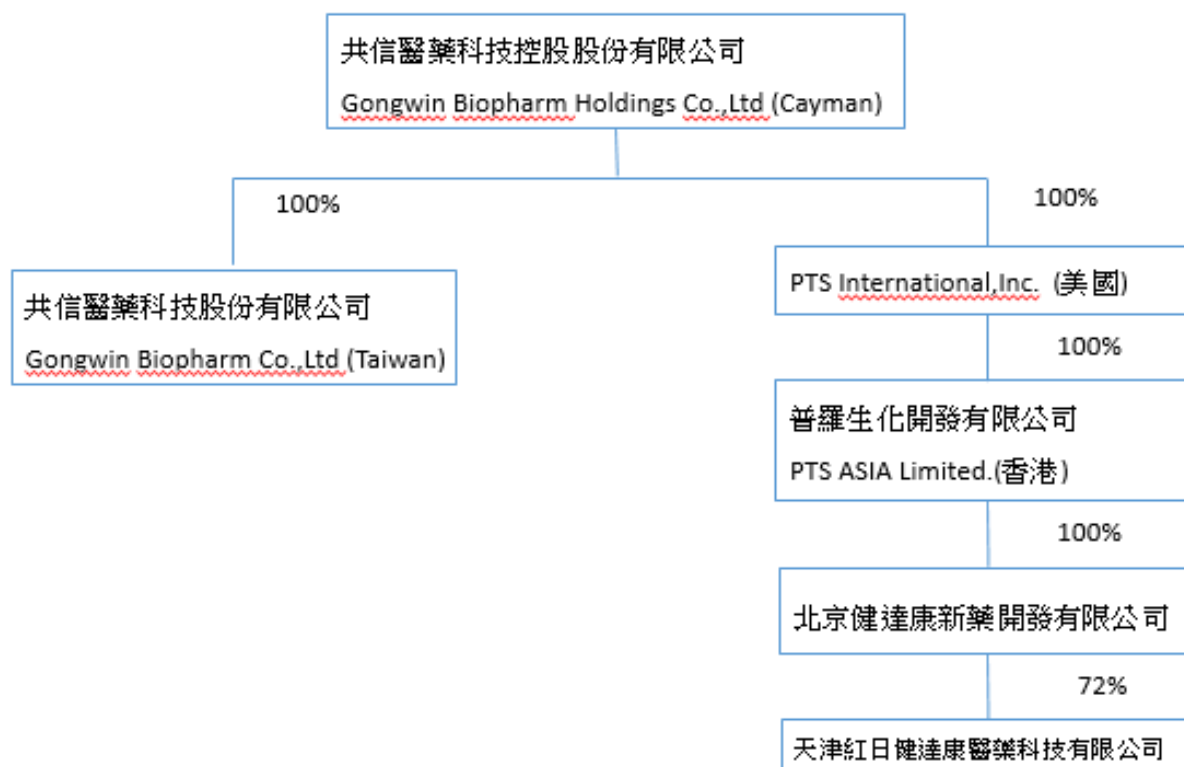 共信醫藥科技控股股份有限公司
Gongwin Biopharm Holdings Co.,Ltd (Cayman)
100%
100%
共信醫藥科技股份有限公司
Gongwin Biopharm Co.,Ltd (Taiwan)
PTS International,Inc. (美國)
100%
普羅生化開發有限公司
PTS ASIA Limited.(香港)
100%
北京健達康新藥開發有限公司
72%
天津紅日健達康醫藥科技有限公司